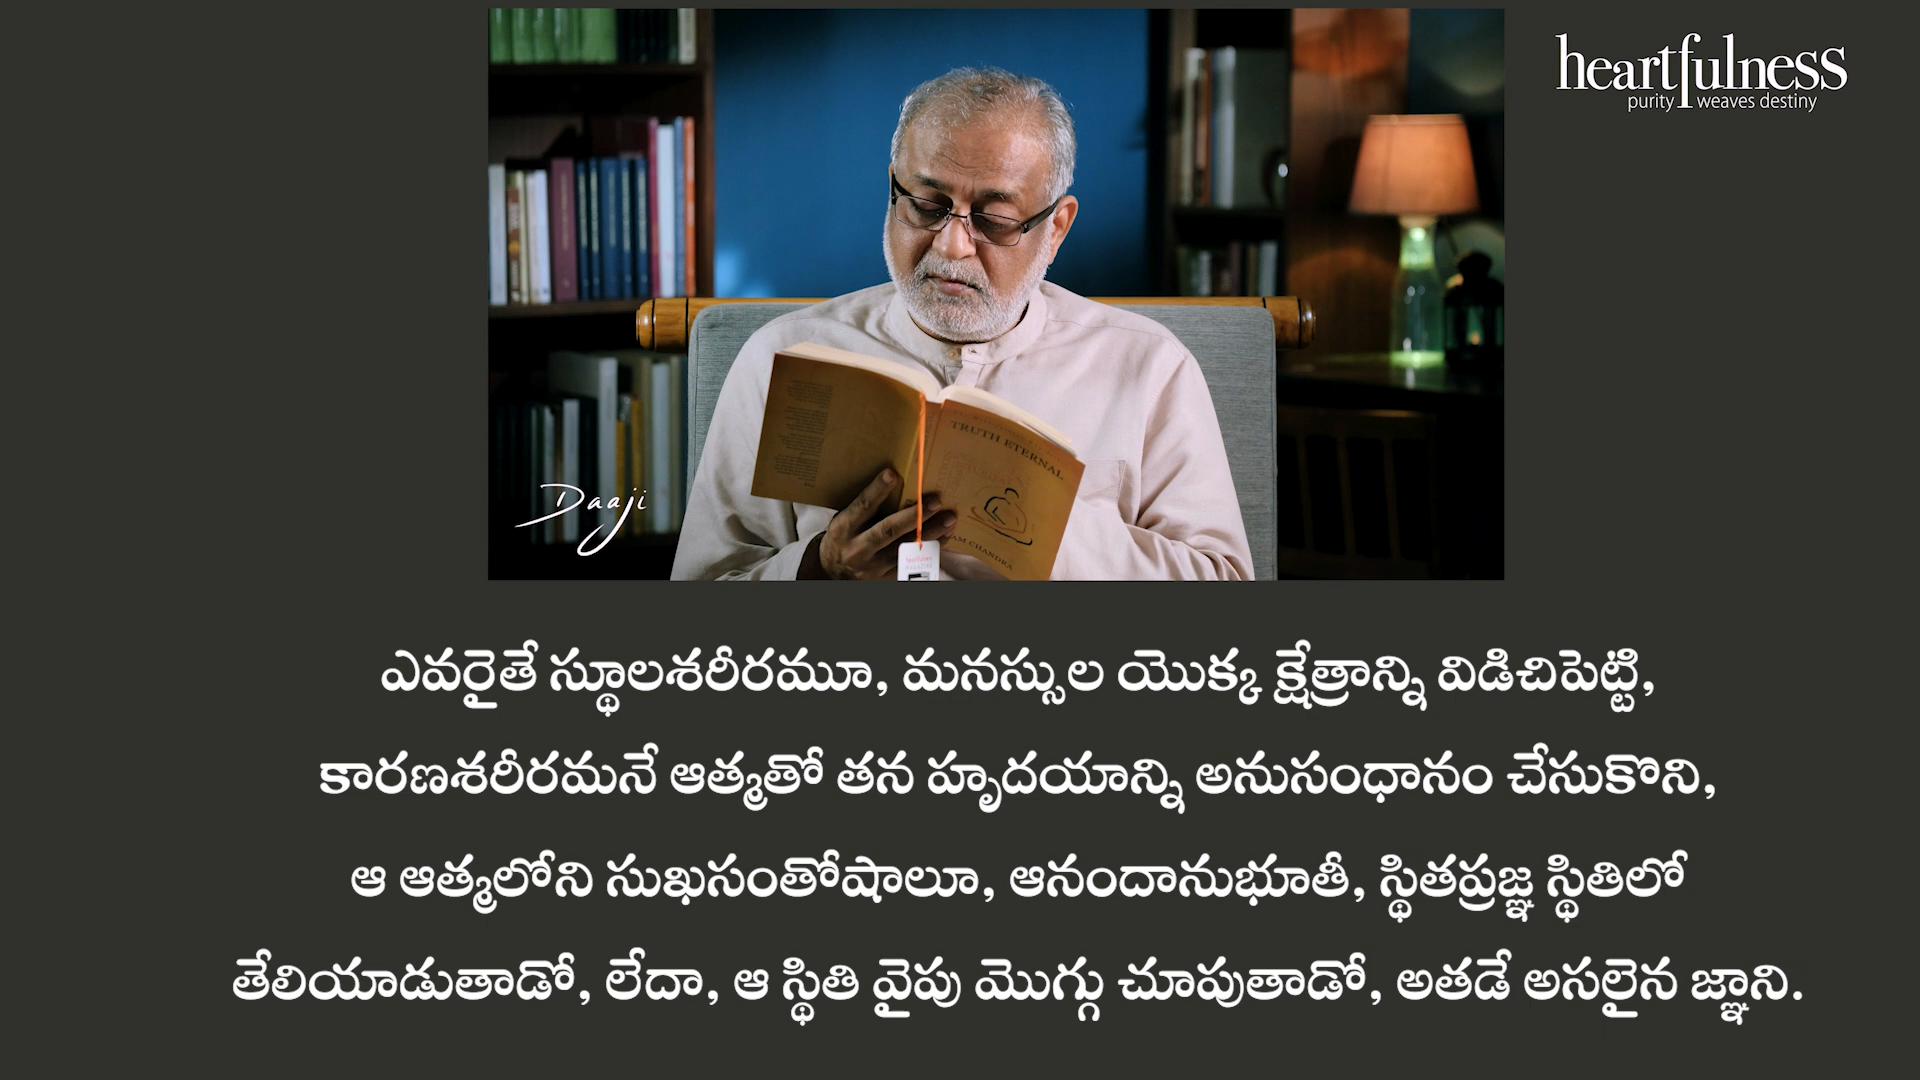 heartfulness
purity weaves destiny
TRUTH ETERNAL
Daaji
ఎవరైతే స్థూలశరీరమూ, మనస్సుల యొక్క క్షేత్రాన్ని విడిచిపెట్టి,
కారణశరీరమనే ఆత్మతో తన హృదయాన్ని అనుసంధానం చేసుకొని,
ఆ ఆత్మలోని సుఖసంతోషాలూ, ఆనందానుభూతీ, స్థితప్రజ్ఞ స్థితిలో
తేలియాడుతాడో, లేదా, ఆ స్థితి వైపు మొగ్గు చూపుతాడో, అతడే అసలైన జ్ఞాని.